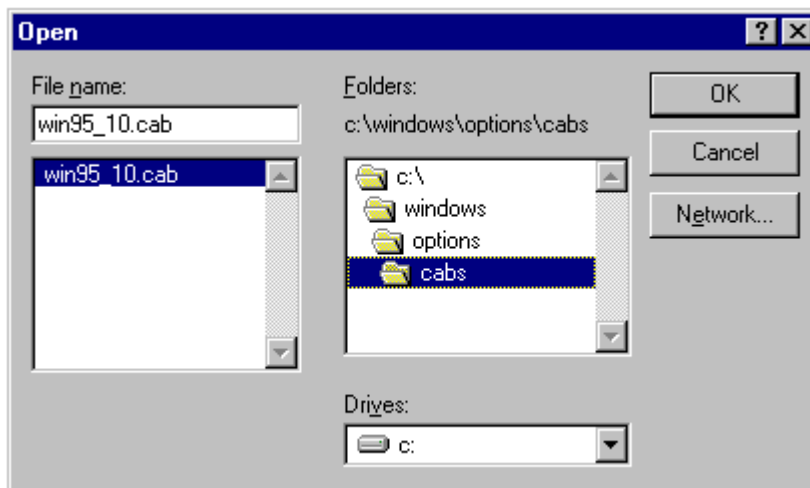 Open
File name:
win95_10.cab
win95_10.cab
Folders:
c:\windows\options\cabs
c:\
windows
options
cabs
Drives:
c:
OK
Cancel
Network...